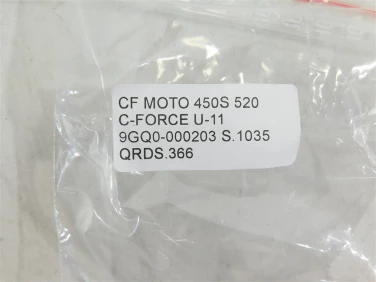 CF MOTO 450S 520
C-FORCE U-11
9GQ0-000203 S.1035
QRDS.366